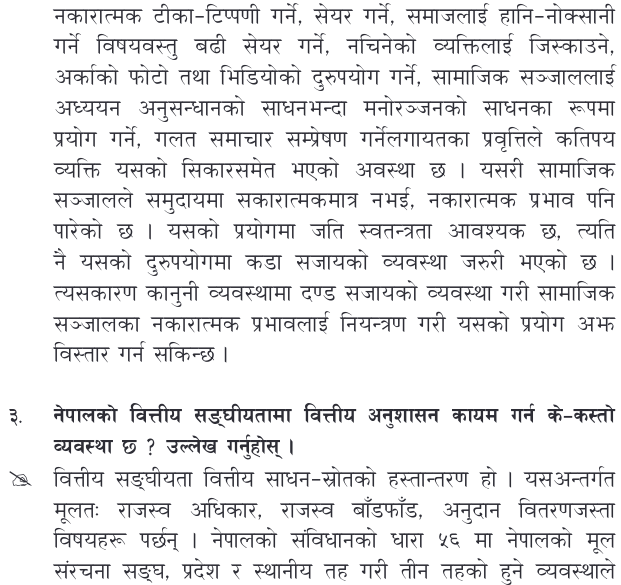 नकारात्मक टीका-टिप्पणी गर्ने, सेयर गर्ने, समाजलाई हानि-नोक्सानी
गर्ने विषयवस्तु बढी सेयर गर्ने, नचिनेको व्यक्तिलाई जिस्काउने,
अर्काको फोटो तथा भिडियोको दुरुपयोग गर्ने, सामाजिक सञ्जाललाई
अध्ययन अनुसन्धानको साधनभन्दा मनोरञ्जनको साधनका रूपमा
प्रयोग गर्ने, गलत समाचार सम्प्रेषण गर्नेलगायतका प्रवृत्तिले कतिपय
व्यक्ति यसको सिकारसमेत भएको अवस्था छ । यसरी सामाजिक
सञ्जालले समुदायमा सकारात्मकमात्र नभई, नकारात्मक प्रभाव पनि
पारेको छ । यसको प्रयोगमा जति स्वतन्त्रता आवश्यक छ, त्यति
नै यसको दुरुपयोगमा कडा सजायको व्यवस्था जरुरी भएको छ ।
त्यसकारण कानुनी व्यवस्थामा दण्ड सजायको व्यवस्था गरी सामाजिक
सञ्जालका नकारात्मक प्रभावलाई नियन्त्रण गरी यसको प्रयोग अझ
विस्तार गर्न सकिन्छ ।
३. नेपालको वित्तीय सङ्घीयतामा वित्तीय अनुशासन कायम गर्न के-कस्तो
व्यवस्था छ ? उल्लेख गर्नुहोस् ।
वित्तीय सङ्घीयता वित्तीय साधन-स्रोतको हस्तान्तरण हो । यसअन्तर्गत
मूलतः राजस्व अधिकार, राजस्व बाँडफाँड, अनुदान वितरणजस्ता
विषयहरू पर्छन् । नेपालको संविधानको धारा ५६ मा नेपालको मूल
संरचना सङ्घ, प्रदेश र स्थानीय तह गरी तीन तहको हुने व्यवस्थाले